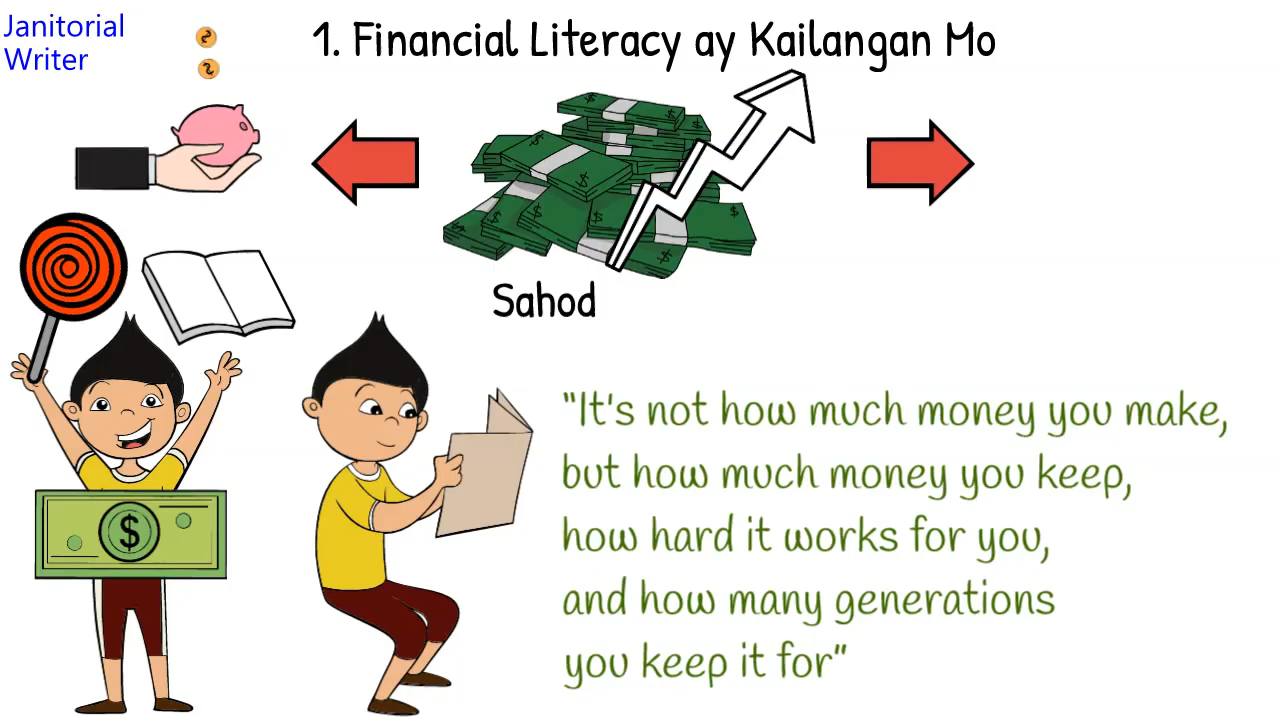 Janitorial
Writer
1. Financial Literacy ay Kailangan Mo
Sahod
"It's not how much money you make,
but how much money you keep,
how hard it works for you,
and how many generations
you keep it for"